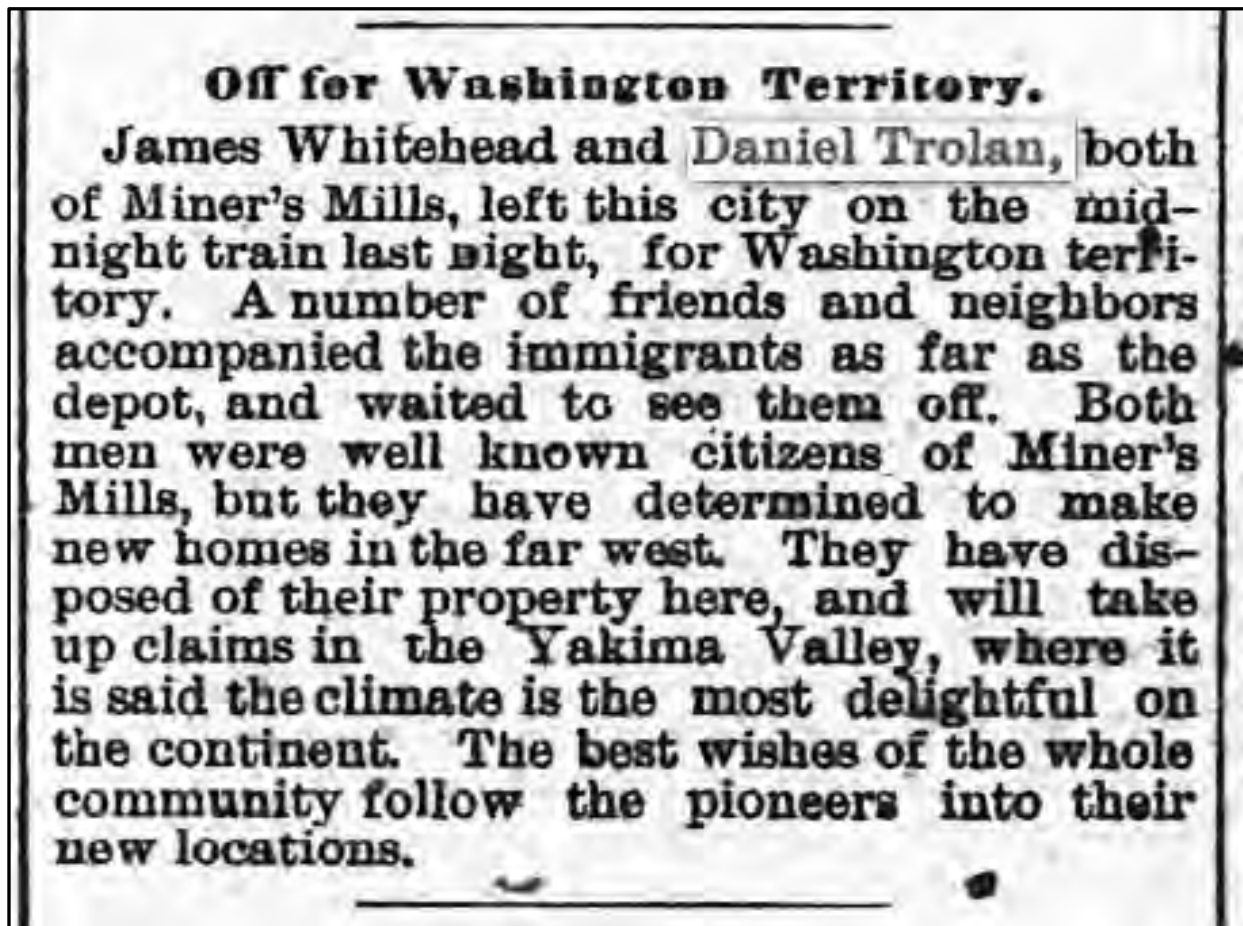 Off for Washington Territory.
James Whitehead and Daniel Trolan, both
of Miner's Mills, left this city on the mid-
night train last night, for Washington terri-
tory. A number of friends and neighbors
accompanied the immigrants as far as the
depot, and waited to see them off. Both
men were well known citizens of Miner's
Mills, but they have determined to make
new homes in the far west. They have dis-
posed of their property here, and will take
up claims in the Yakima Valley, where it
is said the climate is the most delightful on
the continent. The best wishes of the whole
community follow the pioneers into their
new locations.